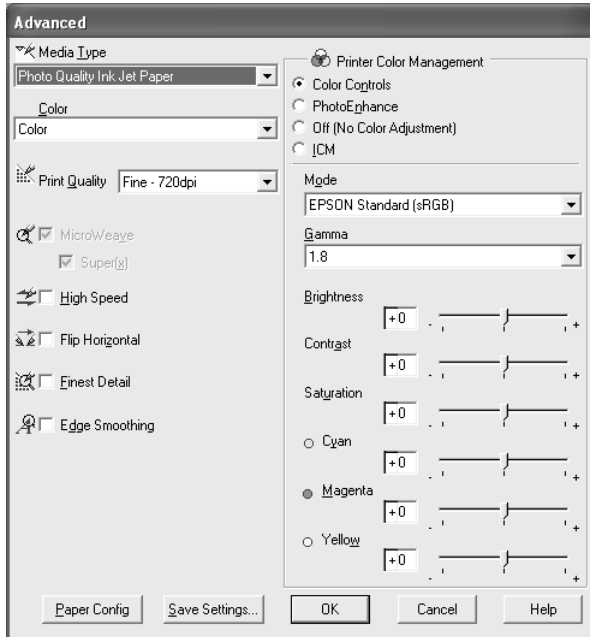 Advanced
Media Type
Photo Quality Ink Jet Paper
Color
Color
Print Quality
Fine - 720dpi
MicroWeave
Super(x)
High Speed
Flip Horizontal
Finest Detail
Edge Smoothing
Printer Color Management
Color Controls
PhotoEnhance
Off (No Color Adjustment)
ICM
Mode
EPSON Standard (sRGB)
Gamma
1.8
Brightness
+0 - +
Contrast
+0 - +
Saturation
+0 - +
Cyan
+0 - +
Magenta
+0 - +
Yellow
+0 - +
Paper Config
Save Settings...
OK
Cancel
Help